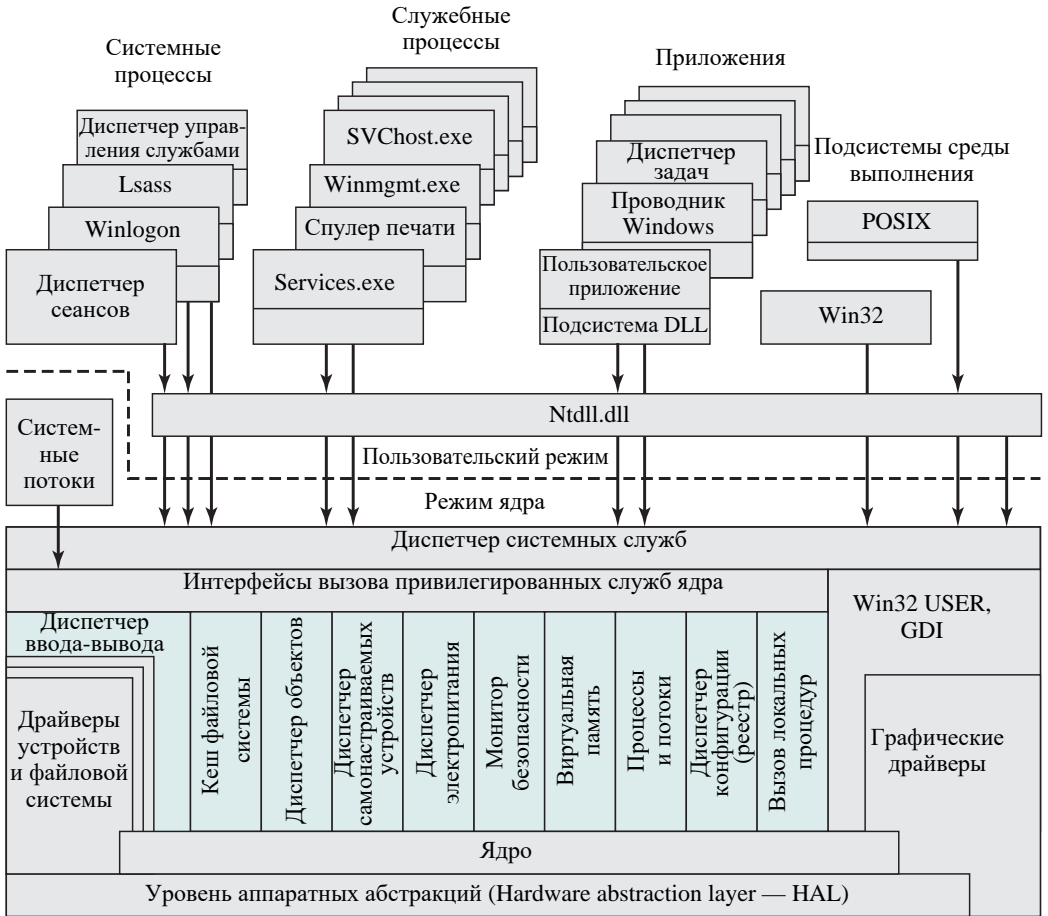 Системные
процессы
Служебные
процессы
Приложения
Подсистемы среды
выполнения
Диспетчер управ-
ления службами
Lsass
Winlogon
Диспетчер
сеансов
SVChost.exe
Winmgmt.exe
Спулер печати
Services.exe
Диспетчер
задач
Проводник
Windows
Пользовательское
приложение
Подсистема DLL
POSIX
Win32
Систем-
ные
потоки
Ntdll.dll
Пользовательский режим
Режим ядра
Диспетчер системных служб
Интерфейсы вызова привилегированных служб ядра
Win32 USER,
GDI
Диспетчер
ввода-вывода
Драйверы
устройств
и файловой
системы
Кеш файловой
системы
Диспетчер объектов
Диспетчер
самонастраиваемых
устройств
Диспетчер
электропитания
Монитор
безопасности
Виртуальная
память
Процессы
и потоки
Диспетчер
конфигурации
(реестр)
Вызов локальных
процедур
Графические
драйверы
Ядро
Уровень аппаратных абстракций (Hardware abstraction layer — HAL)